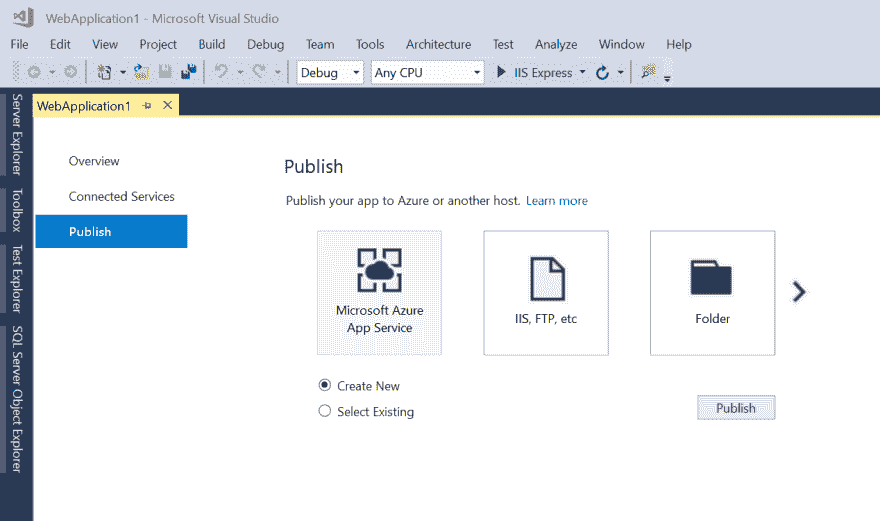 WebApplication1 - Microsoft Visual Studio
File Edit View Project Build Debug Team Tools Architecture Test Analyze Window Help
Debug Any CPU IIS Express
WebApplication1
Server Explorer
Toolbox
Test Explorer
SQL Server Object Explorer
Overview
Connected Services
Publish
Publish
Publish your app to Azure or another host. Learn more
Microsoft Azure
App Service
IIS, FTP, etc
Folder
Create New
Select Existing
Publish